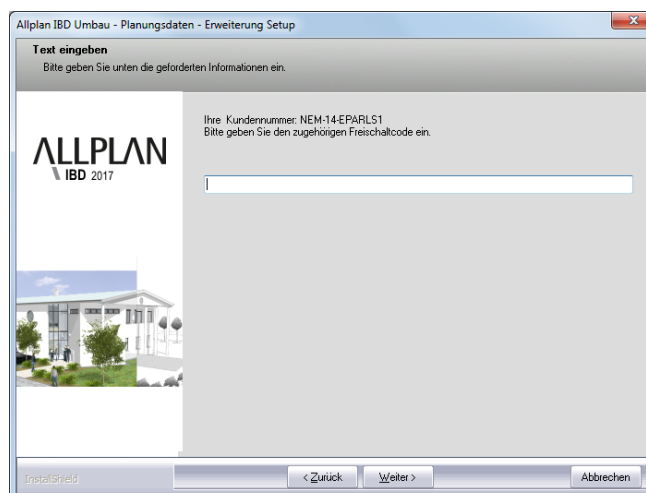 Allplan IBD Umbau - Planungsdaten - Erweiterung Setup
Text eingeben
Bitte geben Sie unten die geforderten Informationen ein.
Ihre Kundennummer: NEM-14-EPARLS1
Bitte geben Sie den zugehörigen Freischaltcode ein.
ALLPLAN
IBD 2017
InstallShield
< Zurück
Weiter >
Abbrechen